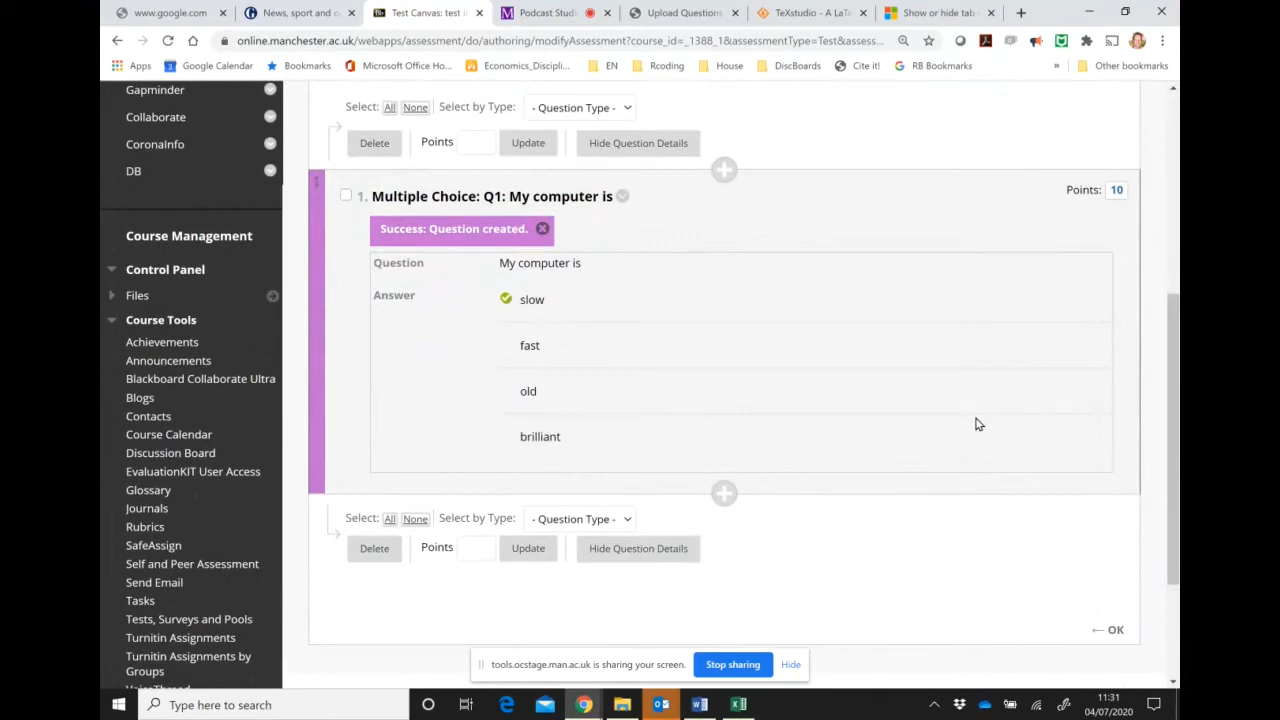 www.google.com
News, sport and o
Test Canvas: test i
Podcast Studi
Upload Questions
TeXstudio - A LaTe
Show or hide tab
online.manchester.ac.uk/webapps/assessment/do/authoring/modifyAssessment?course_id=_1388_1&assessmentType=Test&assess...
Apps
Google Calendar
Bookmarks
Microsoft Office Ho...
Economics_Discipli...
EN
Rcoding
House
DiscBoards
Cite it!
RB Bookmarks
»
Other bookmarks
Gapminder
Collaborate
CoronaInfo
DB
Course Management
Control Panel
Files
Course Tools
Achievements
Announcements
Blackboard Collaborate Ultra
Blogs
Contacts
Course Calendar
Discussion Board
EvaluationKIT User Access
Glossary
Journals
Rubrics
SafeAssign
Self and Peer Assessment
Send Email
Tasks
Tests, Surveys and Pools
Turnitin Assignments
Turnitin Assignments by
Groups
VoiceThread
Select: All None Select by Type: - Question Type -
Delete Points Update Hide Question Details
1. Multiple Choice: Q1: My computer is
Points: 10
Success: Question created.
Question My computer is
Answer slow
fast
old
brilliant
Select: All None Select by Type: - Question Type -
Delete Points Update Hide Question Details
← OK
tools.ocstage.man.ac.uk is sharing your screen. Stop sharing Hide
Type here to search
11:31
04/07/2020